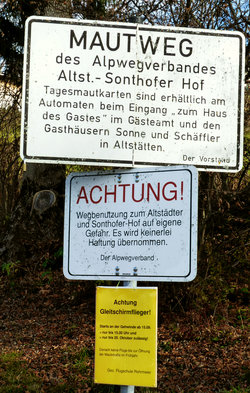 MAUTWEG
des Alpwegverbandes
Altst.-Sonthofer Hof
Tagesmautkarten sind erhältlich am
Automaten beim Eingang „zum Haus
des Gastes" im Gästeamt und den
Gasthäusern Sonne und Schäffler
in Altstätten.
Der Vorstand
ACHTUNG!
Wegbenutzung zum Altstädter
und Sonthofer-Hof auf eigene
Gefahr. Es wird keinerlei
Haftung übernommen.
Der Alpwegverband
Achtung
Gleitschirmflieger!